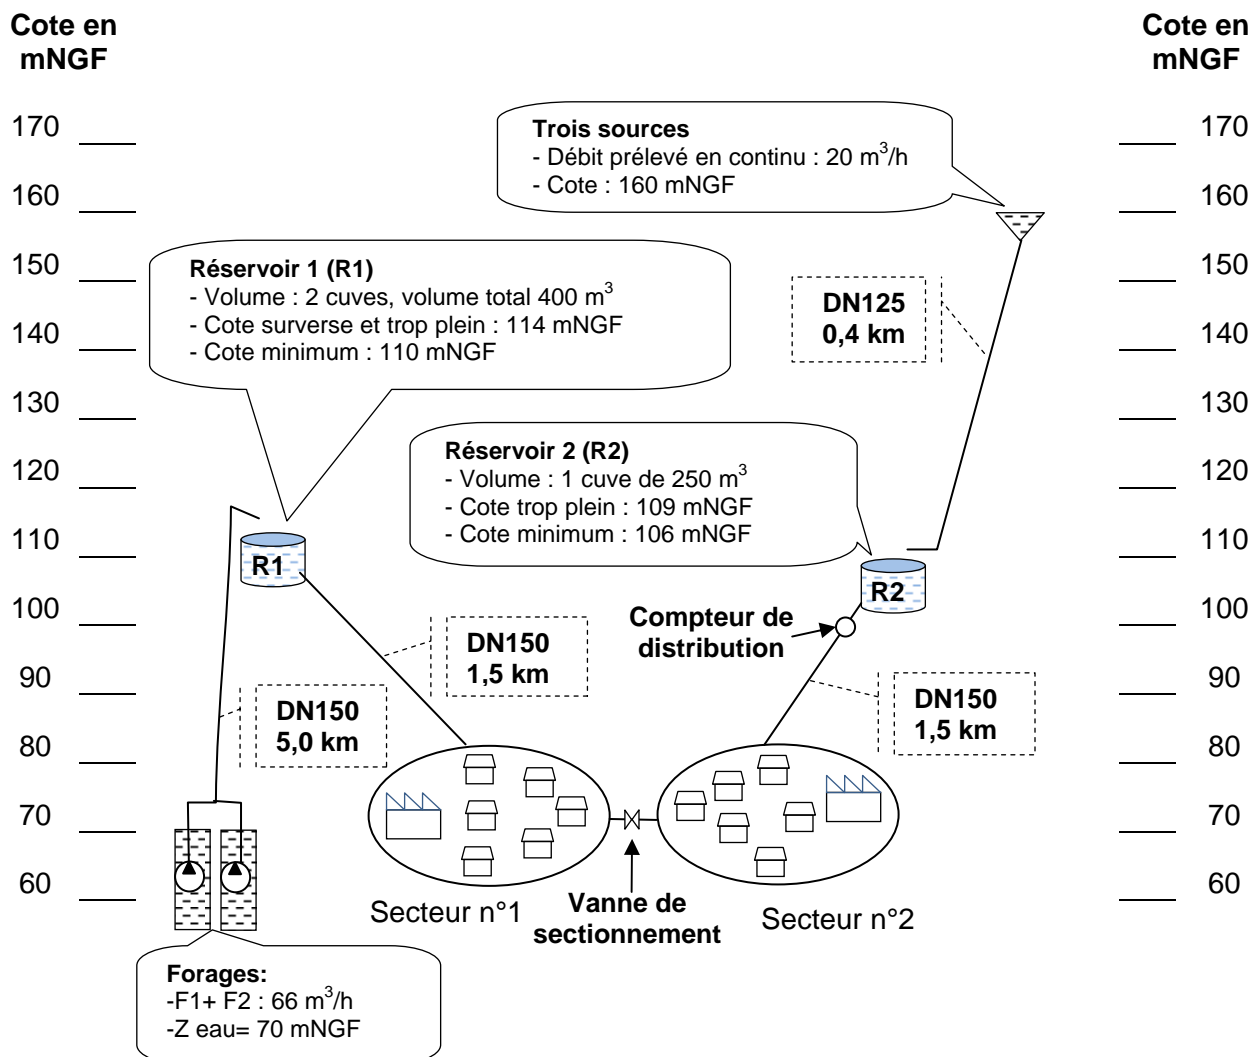 Cote en
mNGF
170
160
150
140
130
120
110
100
90
80
70
60
Trois sources
- Débit prélevé en continu : 20 m³/h
- Cote : 160 mNGF
Réservoir 1 (R1)
- Volume : 2 cuves, volume total 400 m³
- Cote surverse et trop plein : 114 mNGF
- Cote minimum : 110 mNGF
DN125
0,4 km
Réservoir 2 (R2)
- Volume : 1 cuve de 250 m³
- Cote trop plein : 109 mNGF
- Cote minimum : 106 mNGF
R1
R2
Compteur de
distribution
DN150
1,5 km
DN150
5,0 km
DN150
1,5 km
Secteur n°1
Vanne de
sectionnement
Secteur n°2
Forages:
-F1+ F2 : 66 m³/h
-Z eau= 70 mNGF
Cote en
mNGF
170
160
150
140
130
120
110
100
90
80
70
60